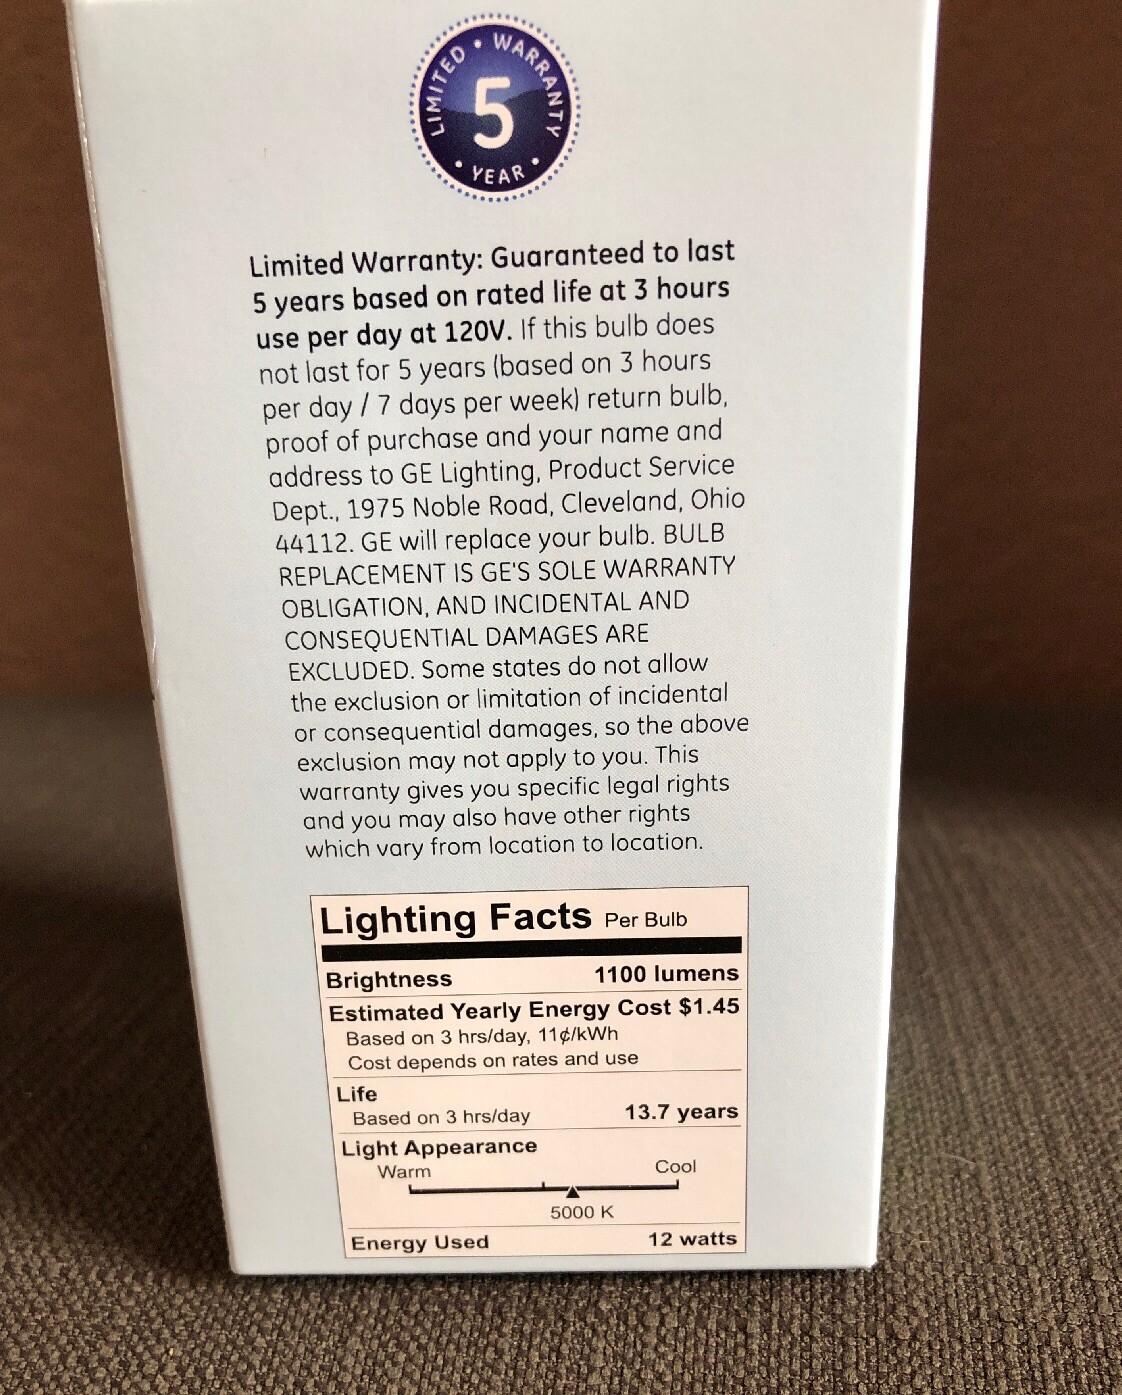 LIMITED • WARRANTY
5
• YEAR •
Limited Warranty: Guaranteed to last
5 years based on rated life at 3 hours
use per day at 120V. If this bulb does
not last for 5 years (based on 3 hours
per day / 7 days per week) return bulb,
proof of purchase and your name and
address to GE Lighting, Product Service
Dept., 1975 Noble Road, Cleveland, Ohio
44112. GE will replace your bulb. BULB
REPLACEMENT IS GE'S SOLE WARRANTY
OBLIGATION, AND INCIDENTAL AND
CONSEQUENTIAL DAMAGES ARE
EXCLUDED. Some states do not allow
the exclusion or limitation of incidental
or consequential damages, so the above
exclusion may not apply to you. This
warranty gives you specific legal rights
and you may also have other rights
which vary from location to location.
Lighting Facts Per Bulb
Brightness 1100 lumens
Estimated Yearly Energy Cost $1.45
Based on 3 hrs/day, 11¢/kWh
Cost depends on rates and use
Life
Based on 3 hrs/day 13.7 years
Light Appearance
Warm Cool
5000 K
Energy Used 12 watts